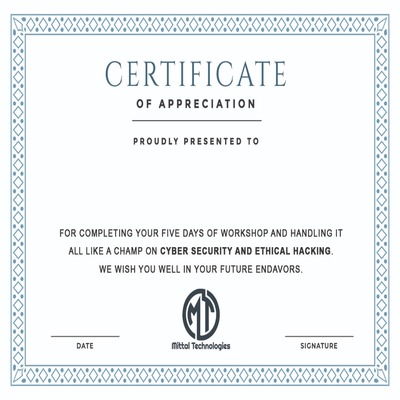 CERTIFICATE
OF APPRECIATION
PROUDLY PRESENTED TO
FOR COMPLETING YOUR FIVE DAYS OF WORKSHOP AND HANDLING IT
ALL LIKE A CHAMP ON CYBER SECURITY AND ETHICAL HACKING.
WE WISH YOU WELL IN YOUR FUTURE ENDAVORS.
MT
Mittal Technologies
DATE
SIGNATURE